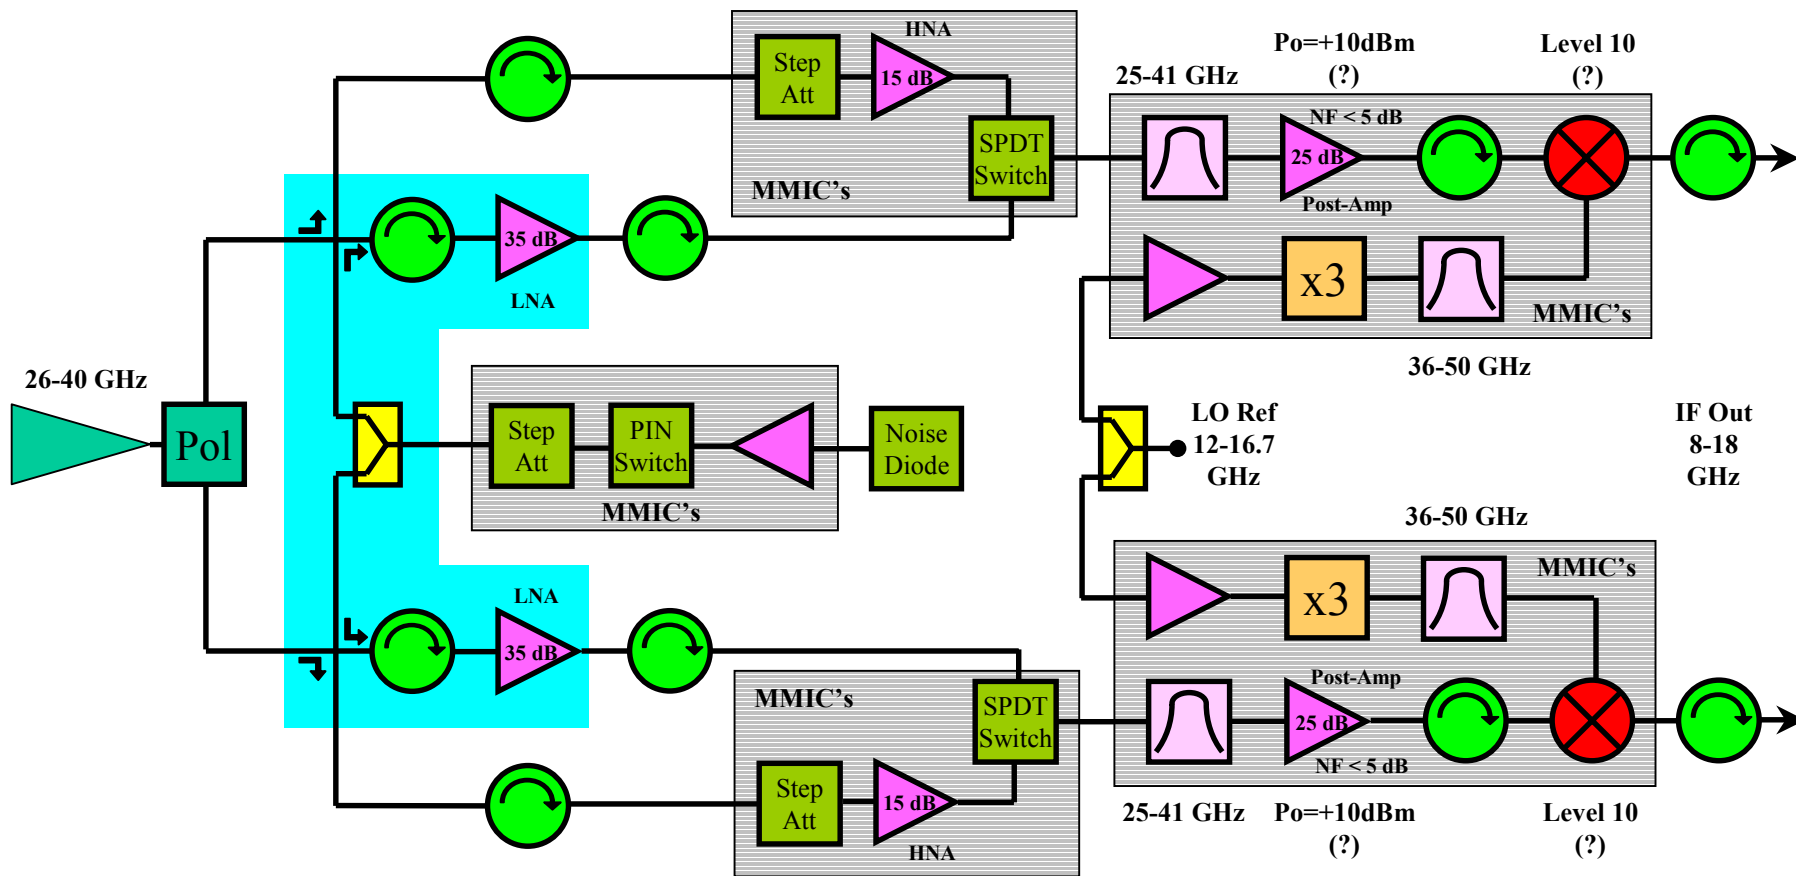 HNA
Step
Att
15 dB
SPDT
Switch
MMIC's
25-41 GHz
Po=+10dBm
(?)
Level 10
(?)
NF < 5 dB
25 dB
Post-Amp
x3
MMIC's
36-50 GHz
35 dB
LNA
26-40 GHz
Pol
Step
Att
PIN
Switch
MMIC's
Noise
Diode
LO Ref
12-16.7
GHz
IF Out
8-18
GHz
36-50 GHz
MMIC's
x3
LNA
35 dB
MMIC's
SPDT
Switch
Step
Att
15 dB
HNA
Post-Amp
25 dB
NF < 5 dB
25-41 GHz
Po=+10dBm
(?)
Level 10
(?)